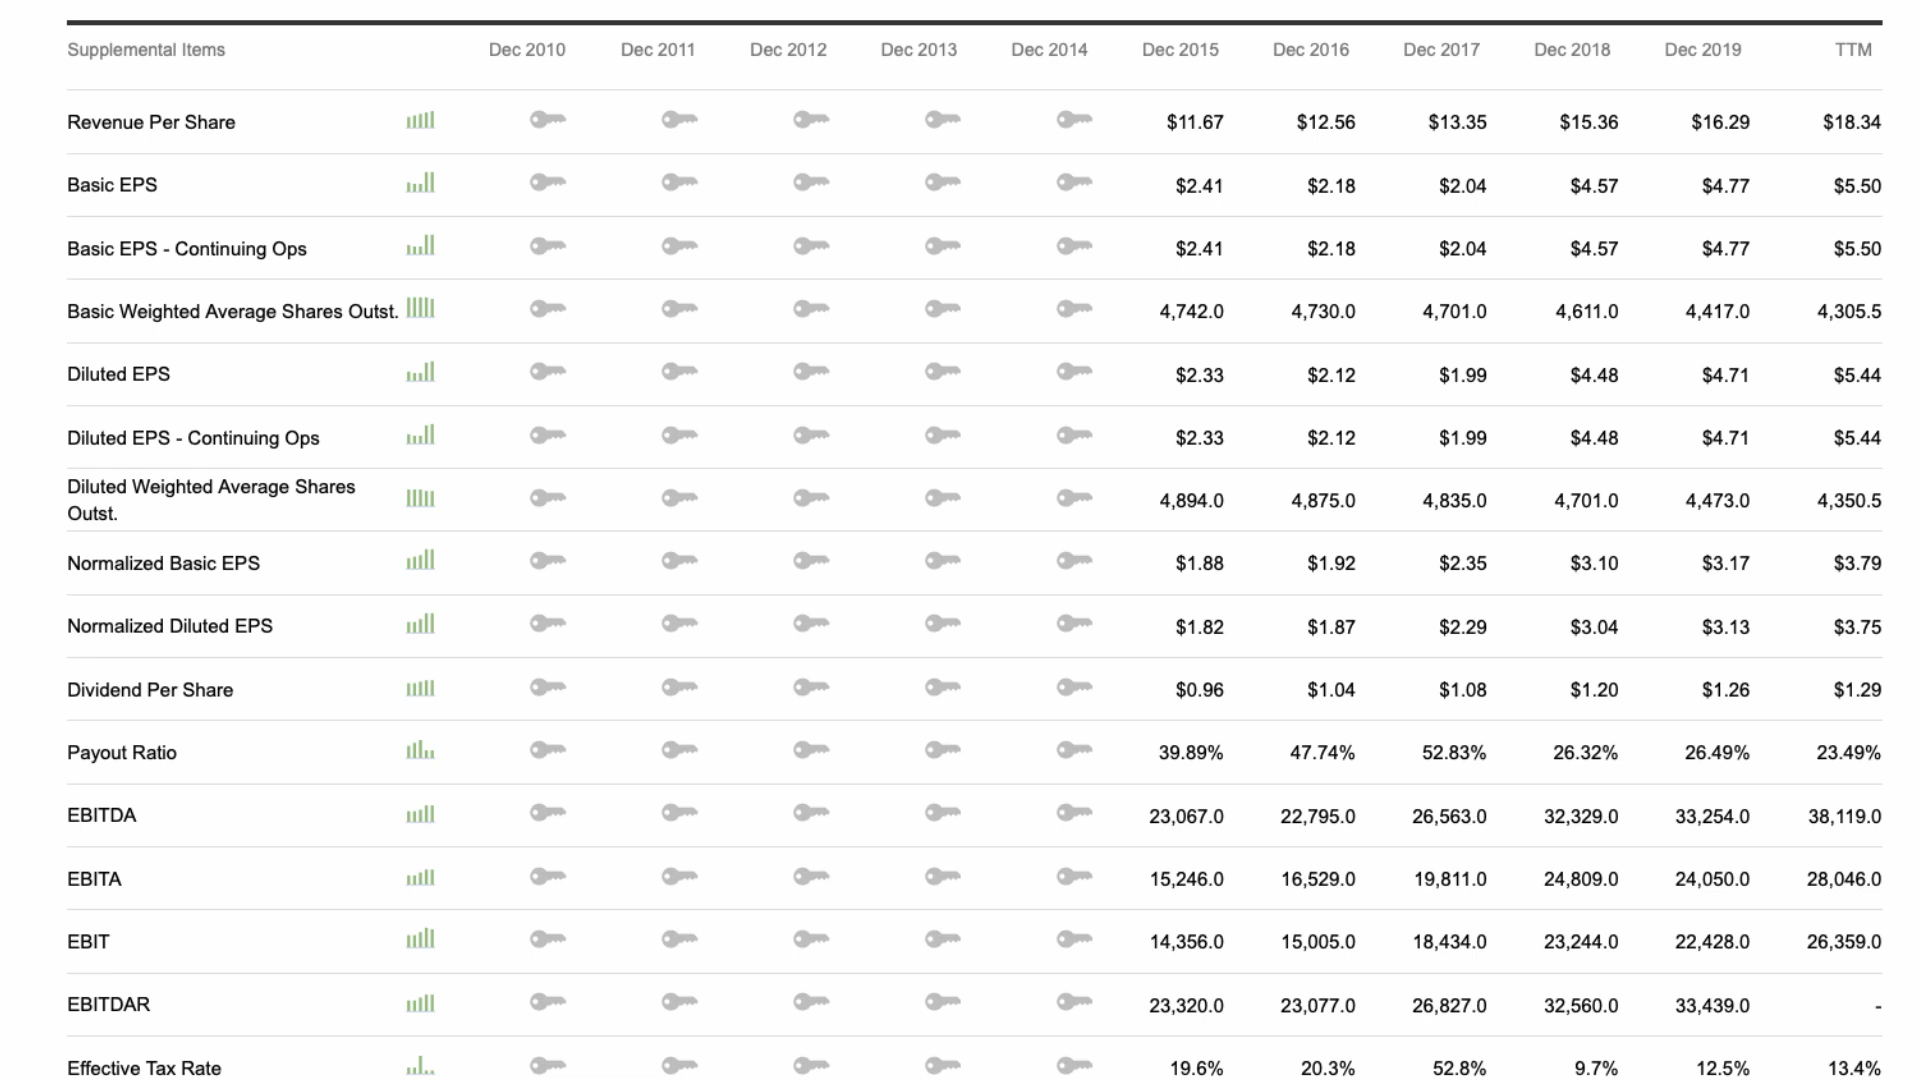 Supplemental Items Dec 2010 Dec 2011 Dec 2012 Dec 2013 Dec 2014 Dec 2015 Dec 2016 Dec 2017 Dec 2018 Dec 2019 TTM
Revenue Per Share $11.67 $12.56 $13.35 $15.36 $16.29 $18.34
Basic EPS $2.41 $2.18 $2.04 $4.57 $4.77 $5.50
Basic EPS - Continuing Ops $2.41 $2.18 $2.04 $4.57 $4.77 $5.50
Basic Weighted Average Shares Outst. 4,742.0 4,730.0 4,701.0 4,611.0 4,417.0 4,305.5
Diluted EPS $2.33 $2.12 $1.99 $4.48 $4.71 $5.44
Diluted EPS - Continuing Ops $2.33 $2.12 $1.99 $4.48 $4.71 $5.44
Diluted Weighted Average Shares
Outst. 4,894.0 4,875.0 4,835.0 4,701.0 4,473.0 4,350.5
Normalized Basic EPS $1.88 $1.92 $2.35 $3.10 $3.17 $3.79
Normalized Diluted EPS $1.82 $1.87 $2.29 $3.04 $3.13 $3.75
Dividend Per Share $0.96 $1.04 $1.08 $1.20 $1.26 $1.29
Payout Ratio 39.89% 47.74% 52.83% 26.32% 26.49% 23.49%
EBITDA 23,067.0 22,795.0 26,563.0 32,329.0 33,254.0 38,119.0
EBITA 15,246.0 16,529.0 19,811.0 24,809.0 24,050.0 28,046.0
EBIT 14,356.0 15,005.0 18,434.0 23,244.0 22,428.0 26,359.0
EBITDAR 23,320.0 23,077.0 26,827.0 32,560.0 33,439.0 -
Effective Tax Rate 19.6% 20.3% 52.8% 9.7% 12.5% 13.4%